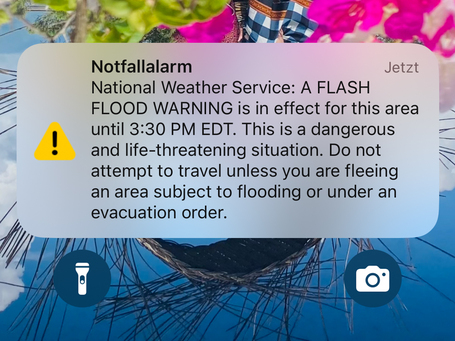 Notfallalarm Jetzt
National Weather Service: A FLASH
FLOOD WARNING is in effect for this area
until 3:30 PM EDT. This is a dangerous
and life-threatening situation. Do not
attempt to travel unless you are fleeing
an area subject to flooding or under an
evacuation order.